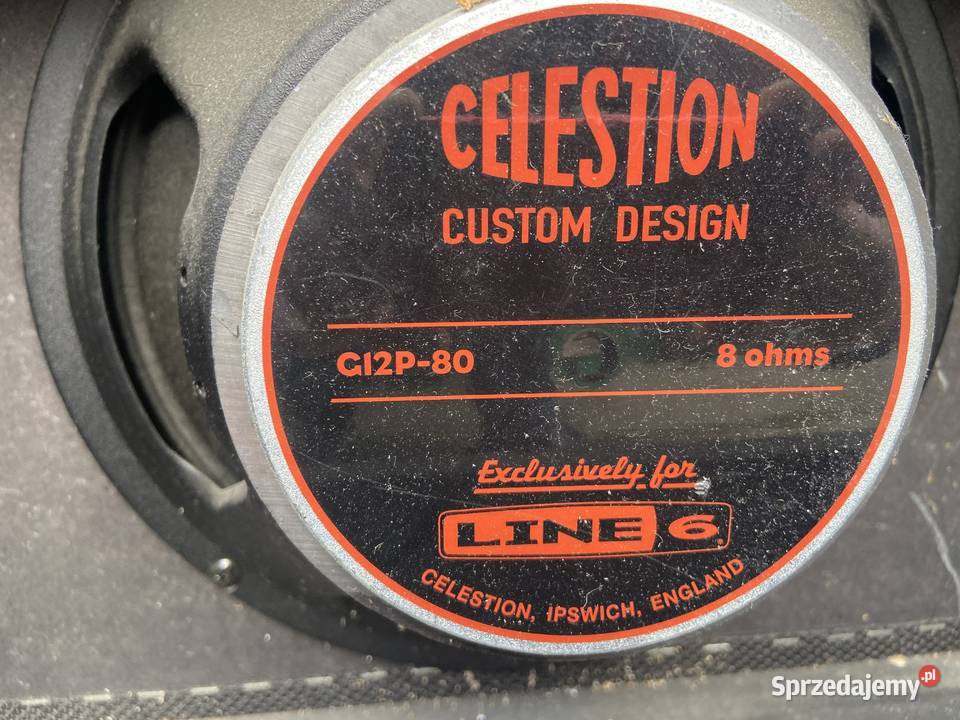 CELESTION
CUSTOM DESIGN
G12P-80 8 ohms
Exclusively for
LINE 6
CELESTION, IPSWICH, ENGLAND
Sprzedajemy.pl